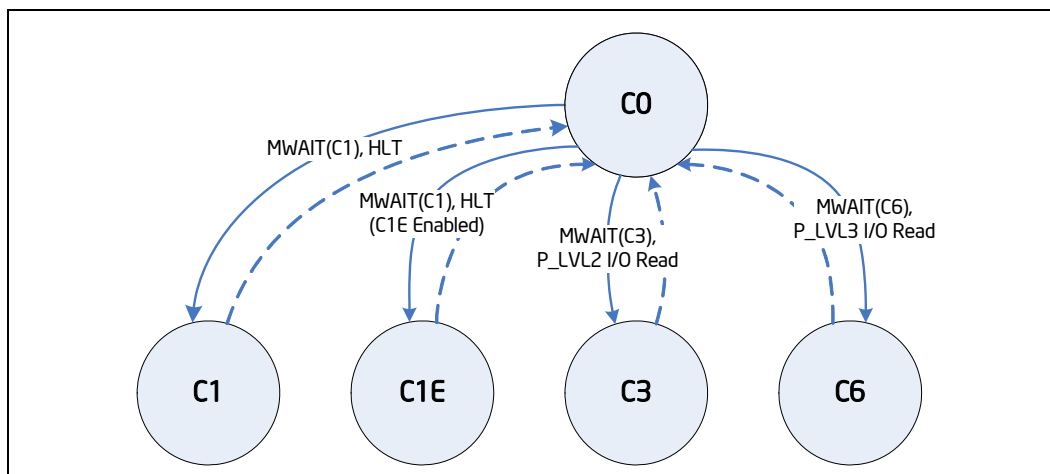 C0
MWAIT(C1), HLT
MWAIT(C1), HLT
(C1E Enabled)
MWAIT(C3),
P_LVL2 I/O Read
MWAIT(C6),
P_LVL3 I/O Read
C1
C1E
C3
C6